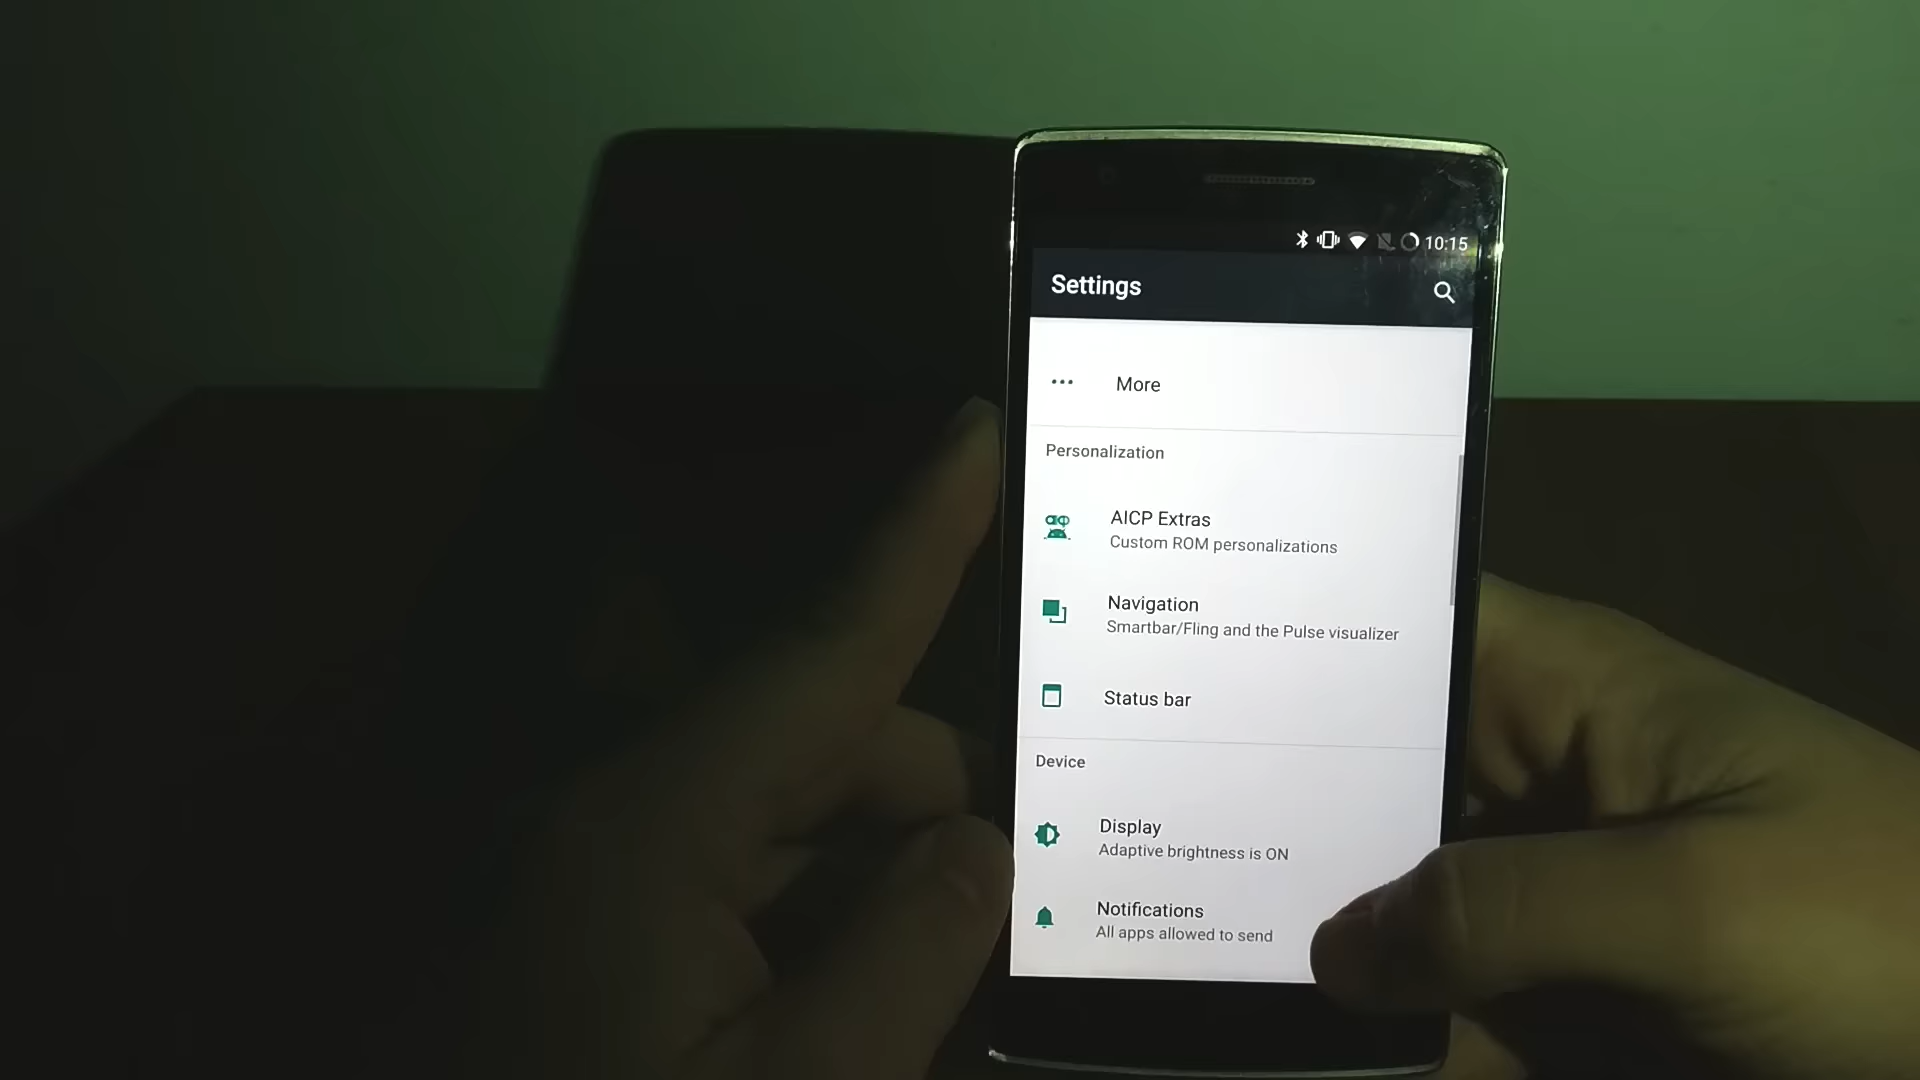 10:15
Settings
More
Personalization
AICP Extras
Custom ROM personalizations
Navigation
Smartbar/Fling and the Pulse visualizer
Status bar
Device
Display
Adaptive brightness is ON
Notifications
All apps allowed to send